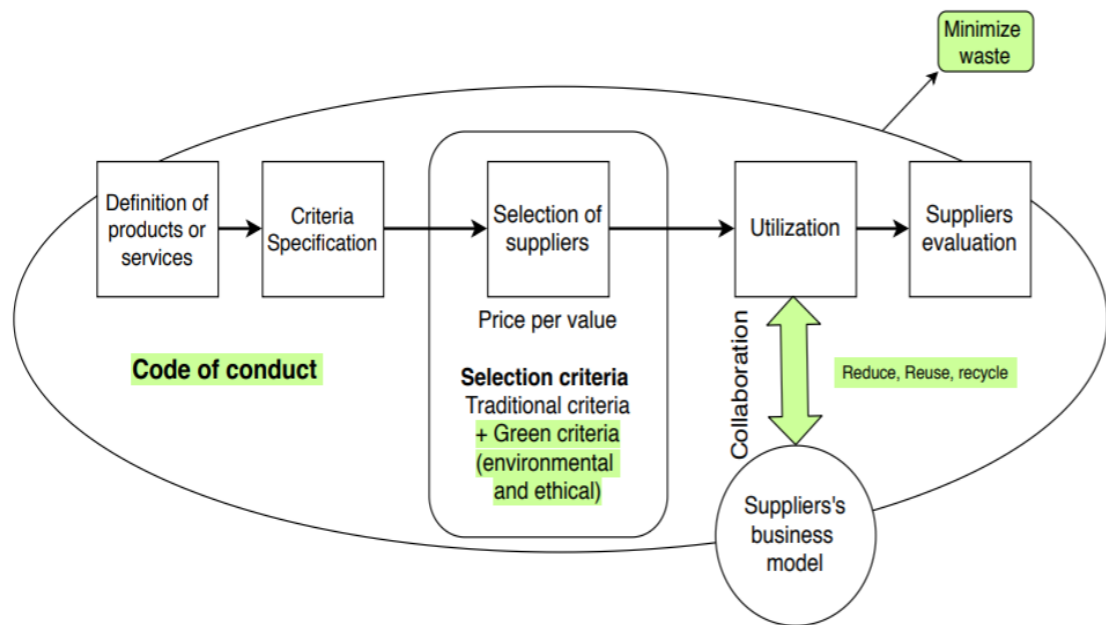 Minimize
waste
Definition of
products or
services
Criteria
Specification
Selection of
suppliers
Utilization
Suppliers
evaluation
Price per value
Code of conduct
Selection criteria
Traditional criteria
+ Green criteria
(environmental
and ethical)
Collaboration
Reduce, Reuse, recycle
Suppliers's
business
model